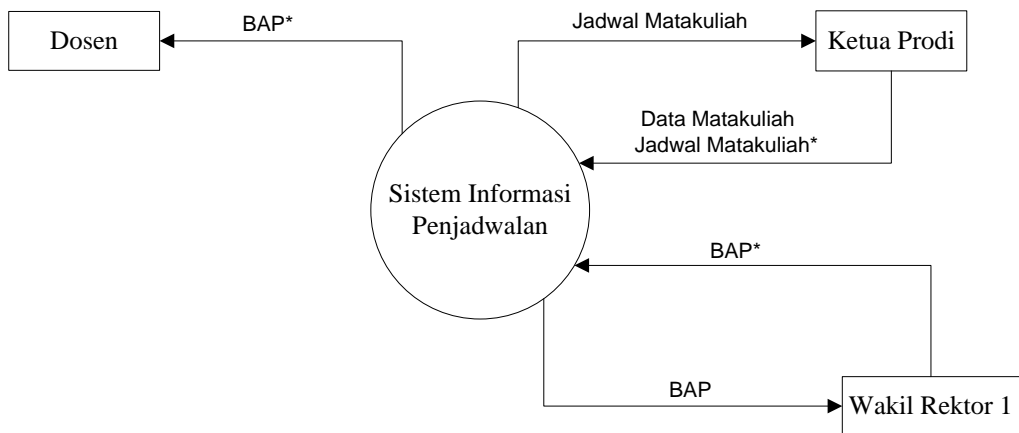 Dosen
BAP*
Jadwal Matakuliah
Ketua Prodi
Data Matakuliah
Jadwal Matakuliah*
Sistem Informasi
Penjadwalan
BAP*
BAP
Wakil Rektor 1